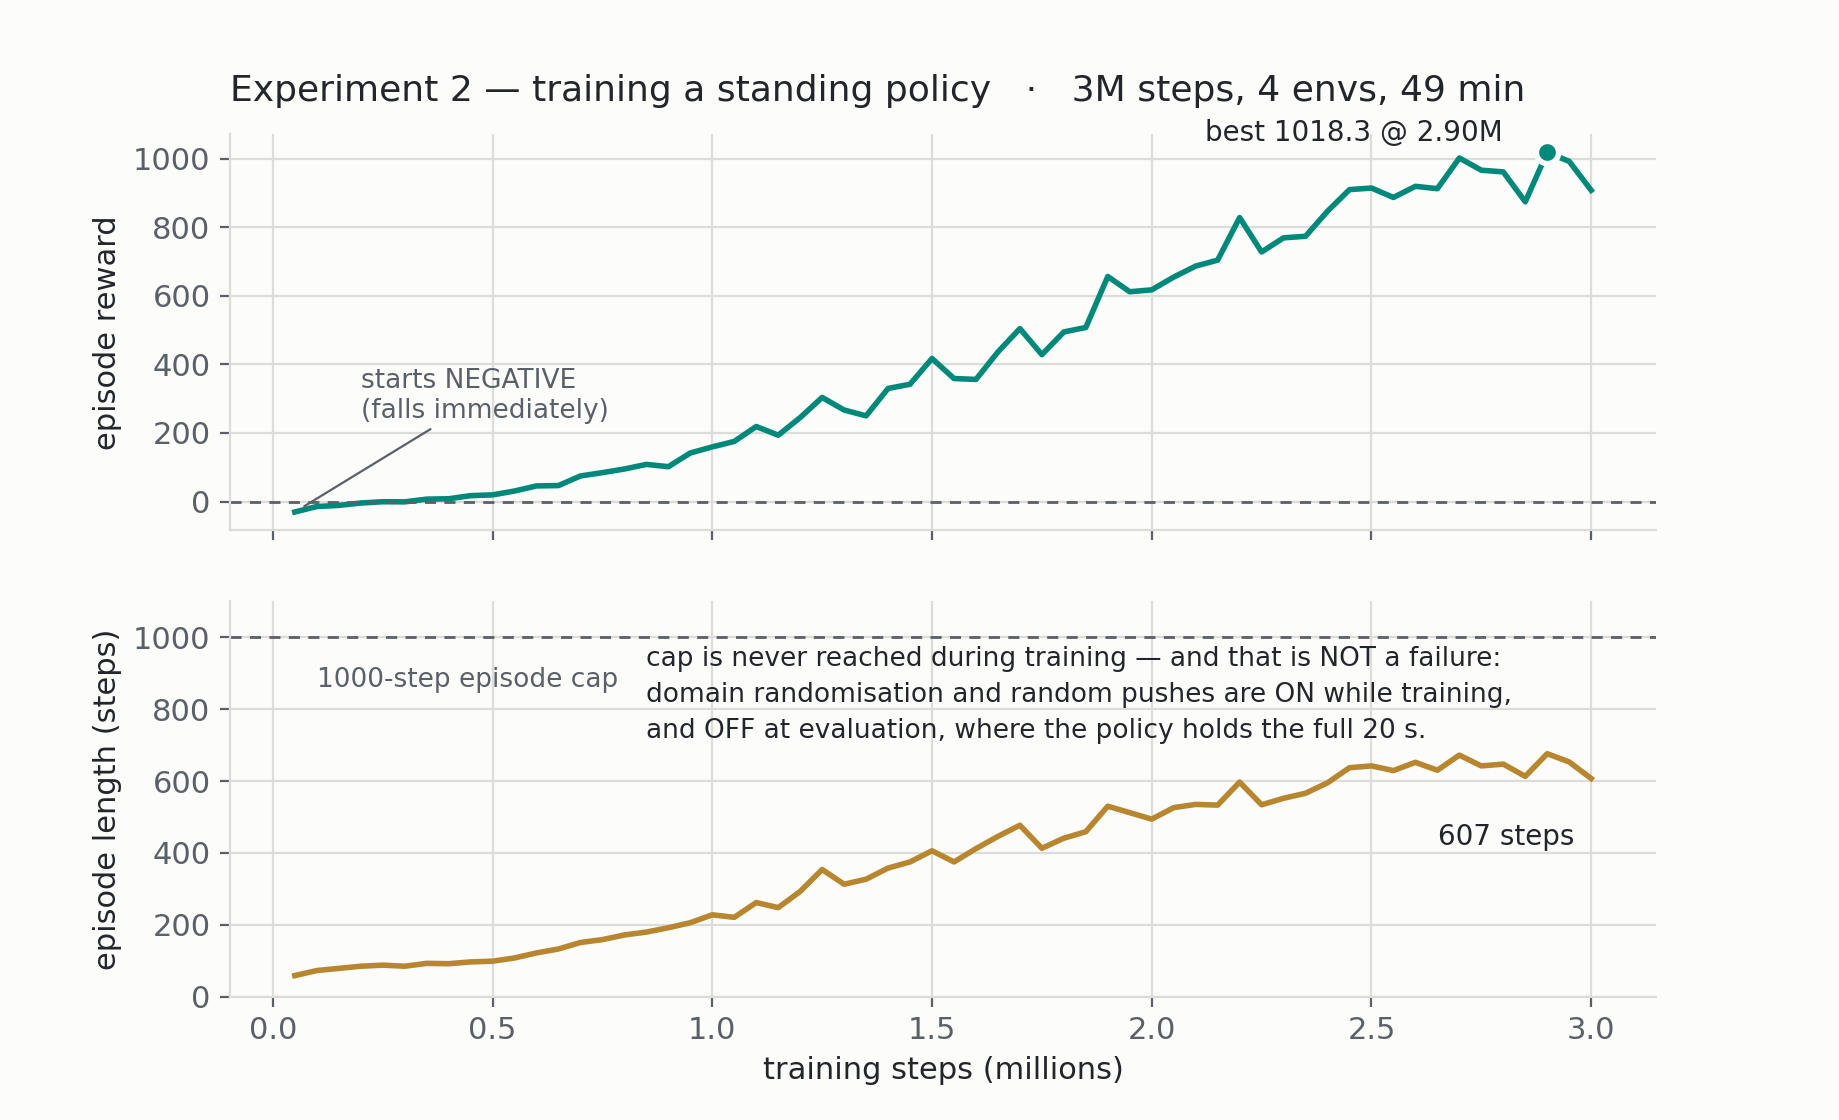 Experiment 2 — training a standing policy · 3M steps, 4 envs, 49 min
best 1018.3 @ 2.90M
episode reward
1000
800
600
400
200
0
starts NEGATIVE
(falls immediately)
episode length (steps)
1000
800
600
400
200
0
1000-step episode cap
cap is never reached during training — and that is NOT a failure:
domain randomisation and random pushes are ON while training,
and OFF at evaluation, where the policy holds the full 20 s.
607 steps
0.0 0.5 1.0 1.5 2.0 2.5 3.0
training steps (millions)